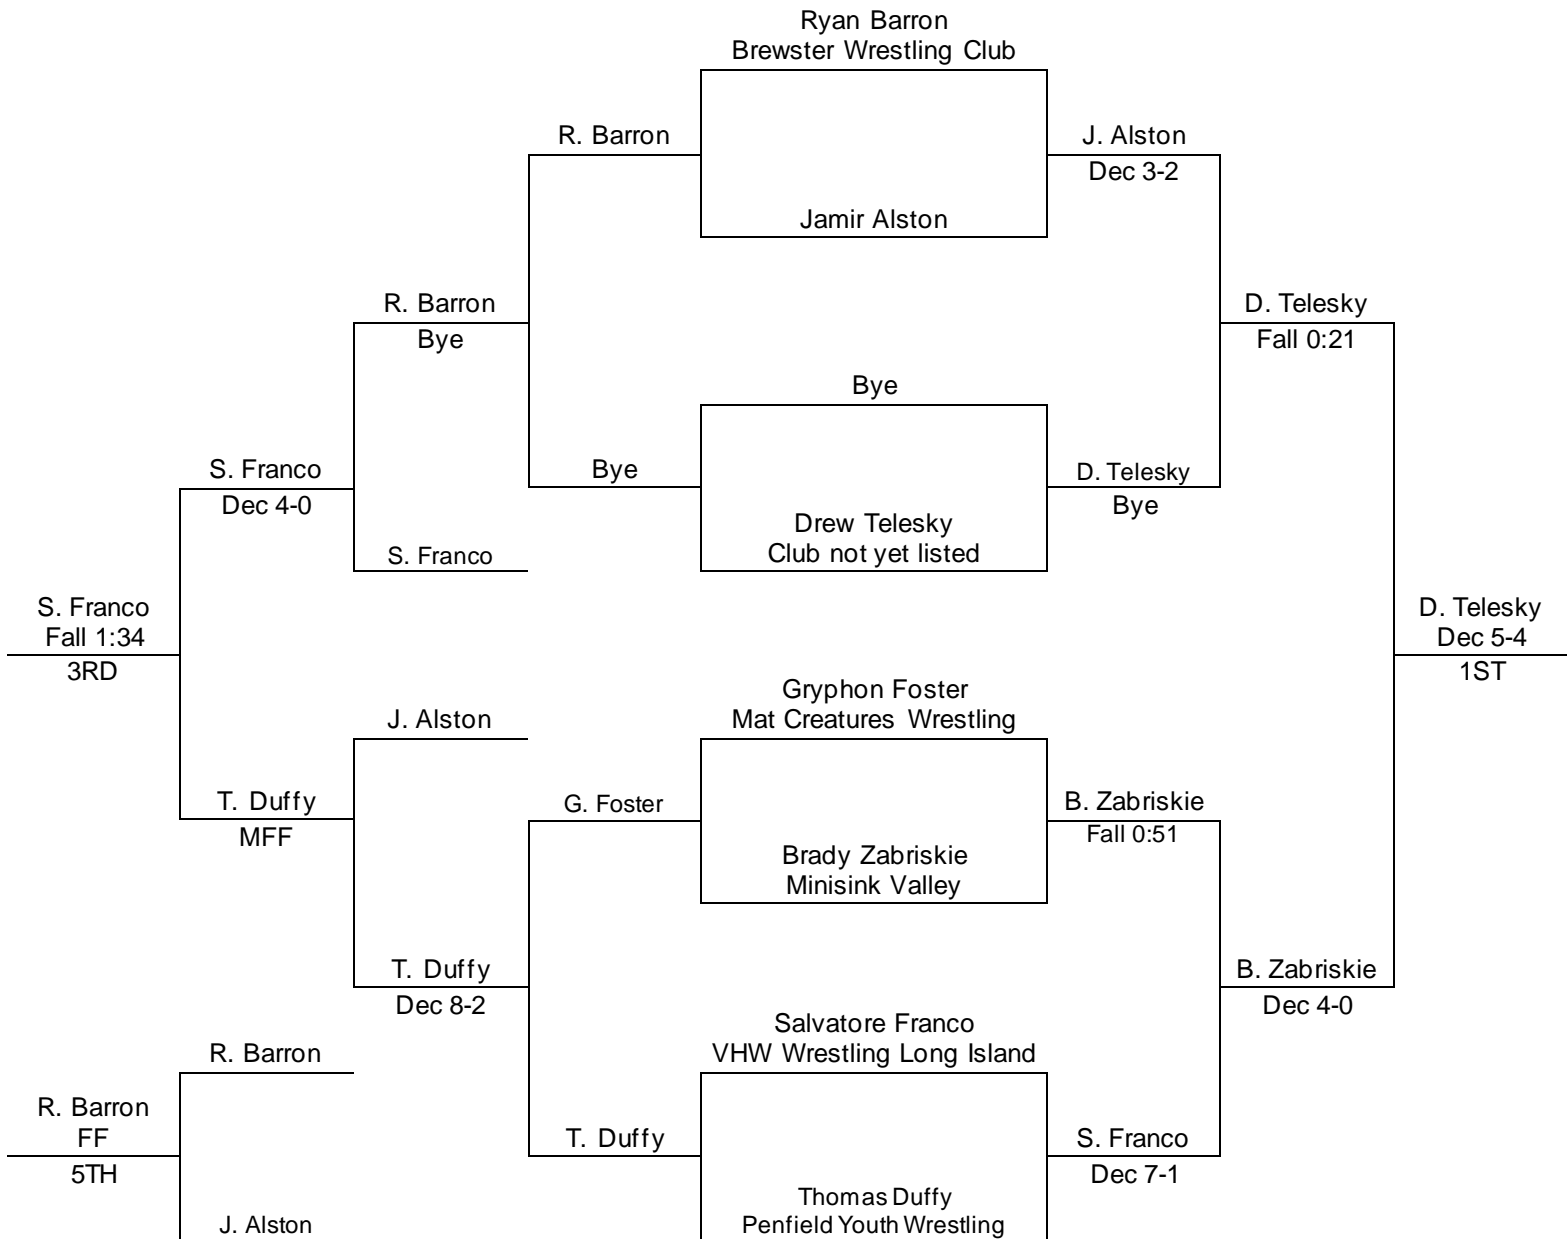 Ryan Barron
Brewster Wrestling Club
R. Barron
J. Alston
Dec 3-2
Jamir Alston
R. Barron
Bye
D. Telesky
Fall 0:21
Bye
S. Franco
Dec 4-0
Bye
D. Telesky
Bye
Drew Telesky
Club not yet listed
S. Franco
S. Franco
Fall 1:34
3RD
D. Telesky
Dec 5-4
1ST
Gryphon Foster
Mat Creatures Wrestling
J. Alston
T. Duffy
MFF
G. Foster
B. Zabriskie
Fall 0:51
Brady Zabriskie
Minisink Valley
T. Duffy
Dec 8-2
B. Zabriskie
Dec 4-0
Salvatore Franco
VHW Wrestling Long Island
R. Barron
R. Barron
FF
5TH
T. Duffy
S. Franco
Dec 7-1
Thomas Duffy
Penfield Youth Wrestling
J. Alston